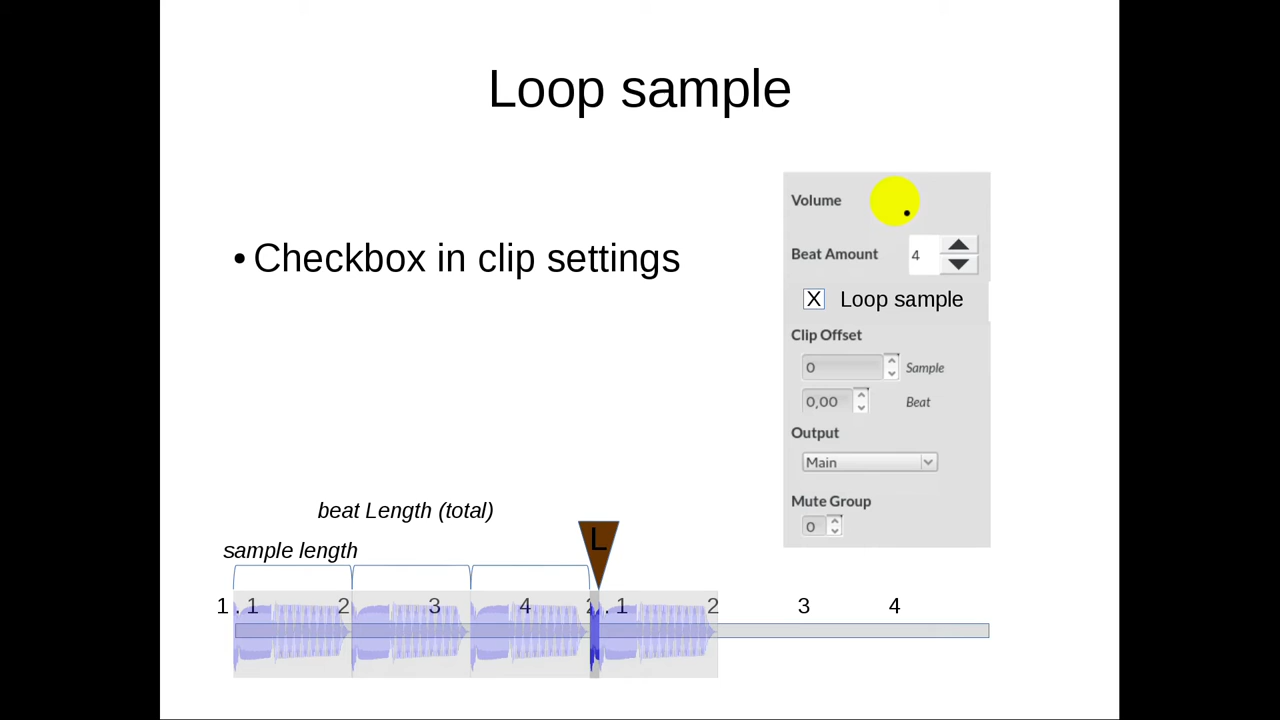 Loop sample
• Checkbox in clip settings
Volume
Beat Amount 4
X Loop sample
Clip Offset
0 Sample
0,00 Beat
Output
Main
Mute Group
0
beat Length (total)
sample length
L
1 . 1 2 3 4 2 . 1 2 3 4